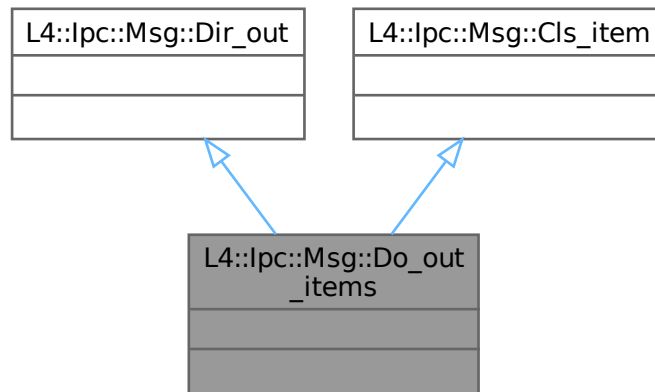 L4::Ipc::Msg::Dir_out
L4::Ipc::Msg::Cls_item
L4::Ipc::Msg::Do_out
_items